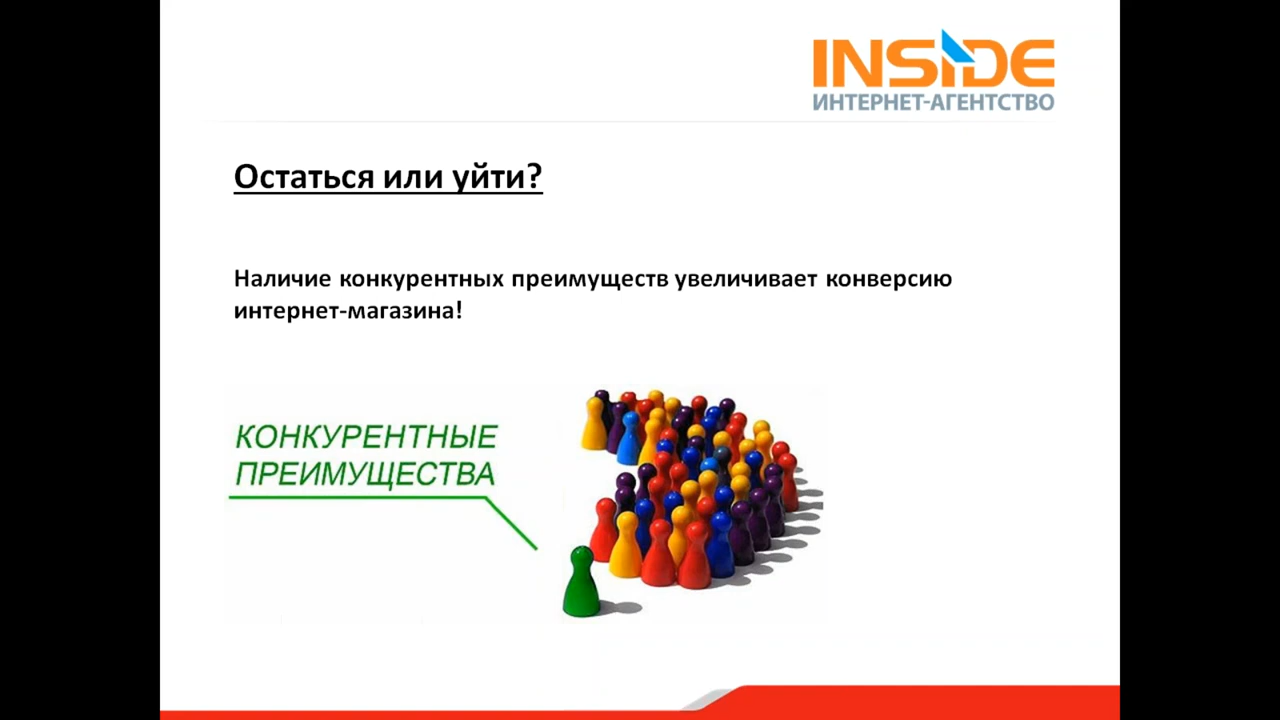 INSIDE
ИНТЕРНЕТ-АГЕНТСТВО
Остаться или уйти?
Наличие конкурентных преимуществ увеличивает конверсию
интернет-магазина!
КОНКУРЕНТНЫЕ
ПРЕИМУЩЕСТВА